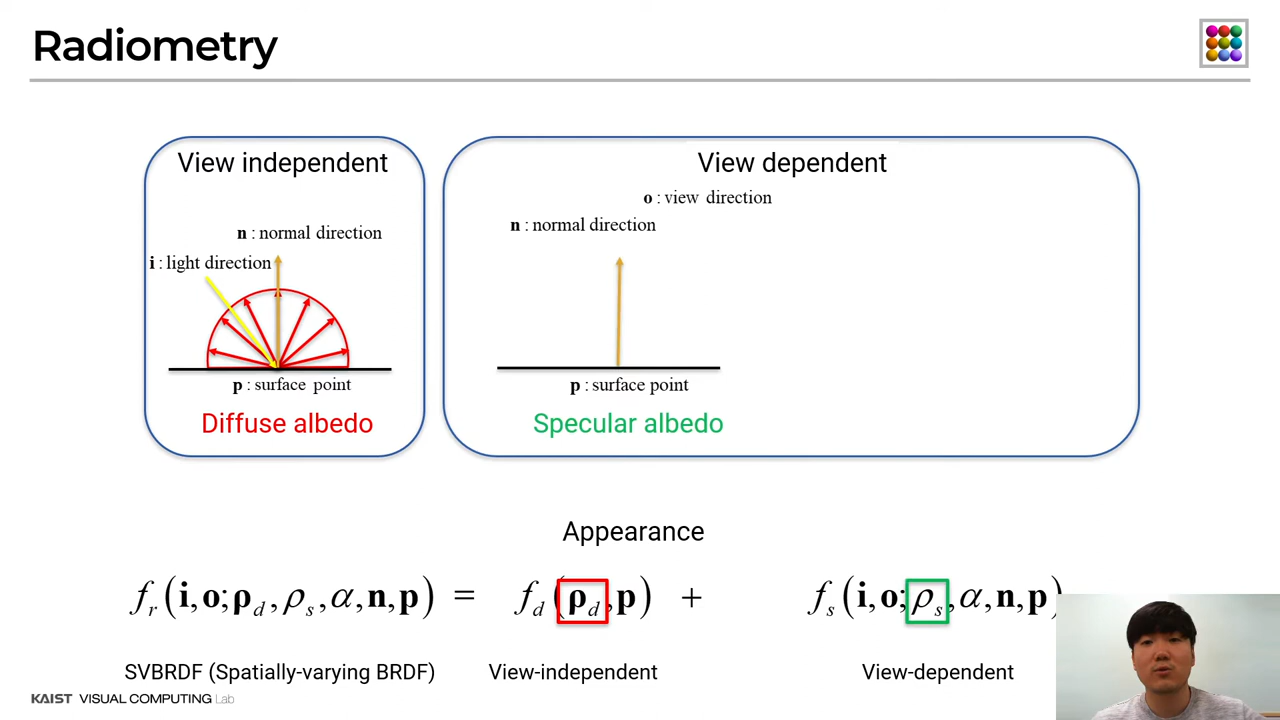 Radiometry
View independent
n : normal direction
i : light direction
p : surface point
Diffuse albedo
View dependent
o : view direction
n : normal direction
p : surface point
Specular albedo
Appearance
f_r(i, o; ρ_d, ρ_s, α, n, p) = f_d(ρ_d, p) + f_s(i, o; ρ_s, α, n, p)
SVBRDF (Spatially-varying BRDF) View-independent View-dependent
KAIST VISUAL COMPUTING Lab